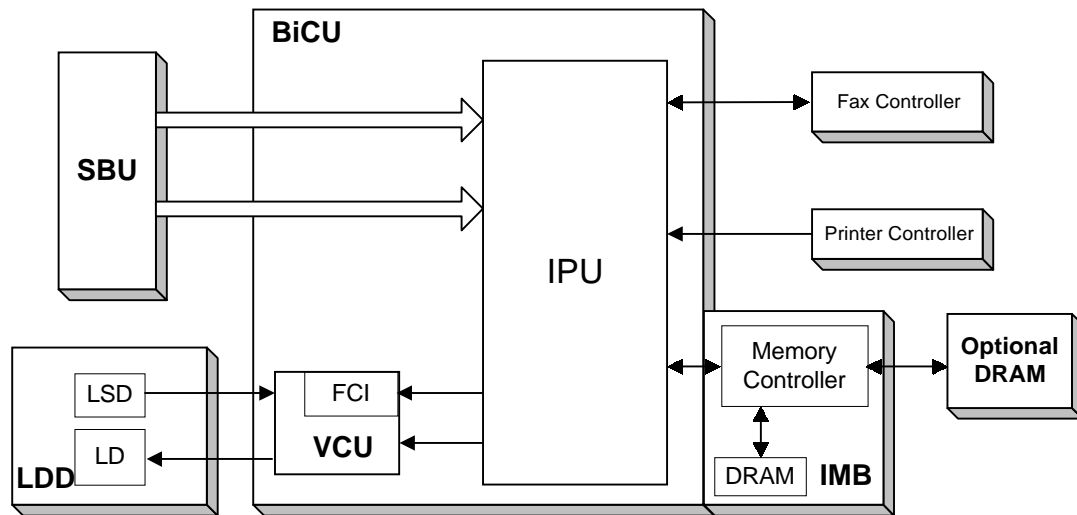 BiCU
SBU
IPU
Fax Controller
Printer Controller
LSD
LD
LDD
FCI
VCU
Memory
Controller
DRAM
IMB
Optional
DRAM